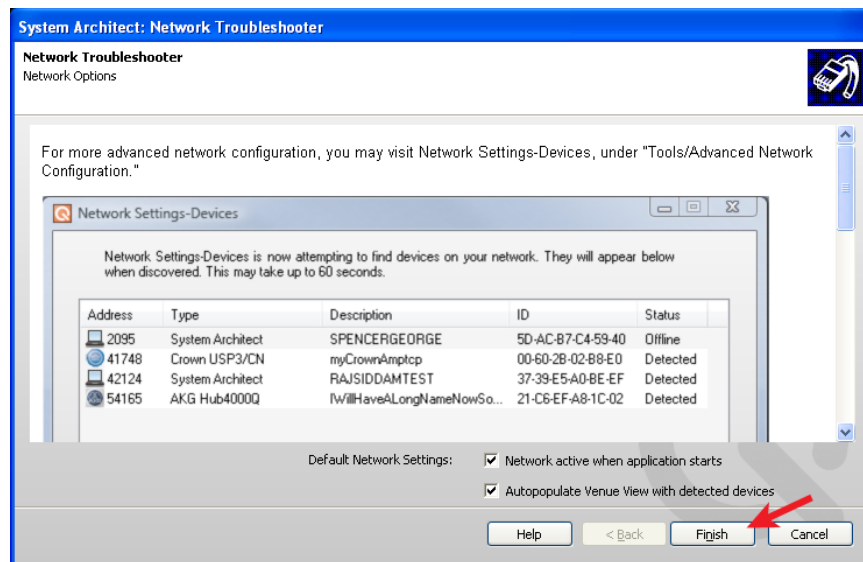 System Architect: Network Troubleshooter
Network Troubleshooter
Network Options
For more advanced network configuration, you may visit Network Settings-Devices, under "Tools/Advanced Network
Configuration."
Network Settings-Devices
Network Settings-Devices is now attempting to find devices on your network. They will appear below
when discovered. This may take up to 60 seconds.
Address Type Description ID Status
2095 System Architect SPENCERGEORGE 5D-AC-B7-C4-59-40 Offline
41748 Crown USP3/CN myCrownAmptcp 00-60-2B-02-B8-E0 Detected
42124 System Architect RAJSIDDAMTEST 37-39-E5-A0-BE-EF Detected
54165 AKG Hub4000Q IWillHaveALongNameNowSo... 21-C6-EF-A8-1C-02 Detected
Default Network Settings: Network active when application starts
Autopopulate Venue View with detected devices
Help < Back Finish Cancel